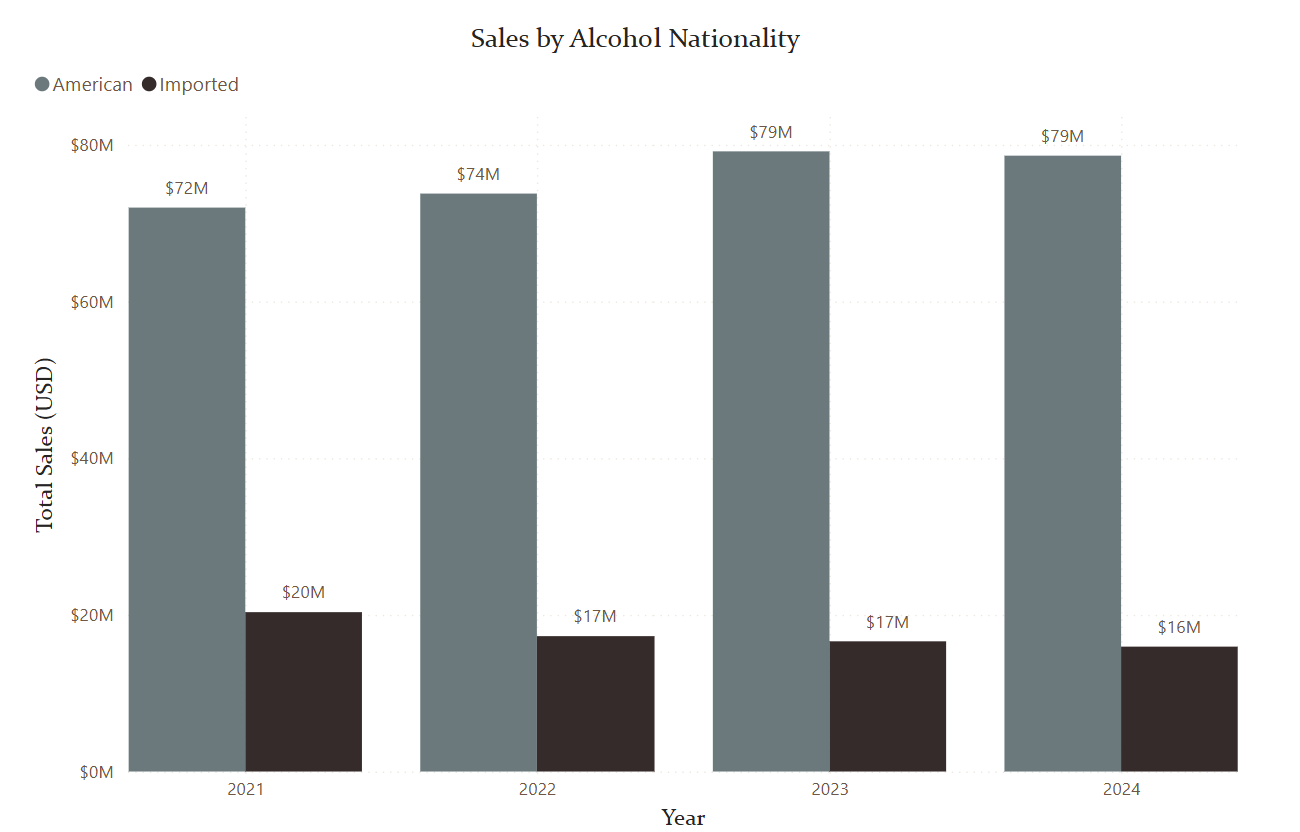 Sales by Alcohol Nationality
American Imported
$80M
$60M
$40M
$20M
$0M
Total Sales (USD)
$72M
$20M
$74M
$17M
$79M
$17M
$79M
$16M
2021
2022
2023
2024
Year